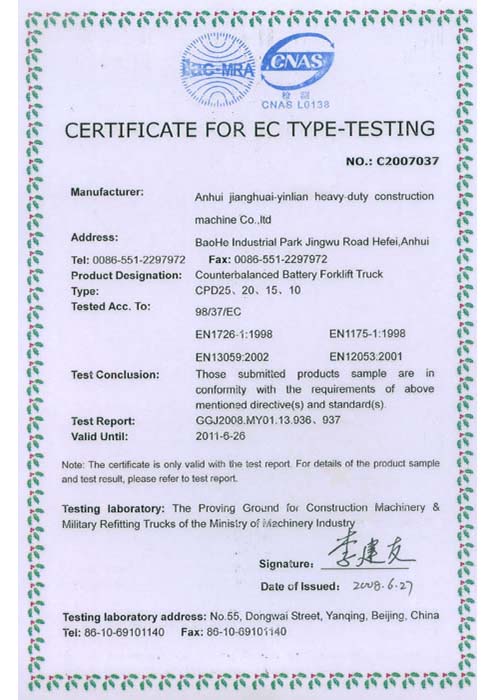 ilac-MRA
CNAS
检测
CNAS L0138
CERTIFICATE FOR EC TYPE-TESTING
NO.: C2007037
Manufacturer: Anhui jianghuai-yinlian heavy-duty construction
machine Co.,ltd
Address: BaoHe Industrial Park Jingwu Road Hefei,Anhui
Tel: 0086-551-2297972 Fax: 0086-551-2297972
Product Designation: Counterbalanced Battery Forklift Truck
Type: CPD25、20、15、10
Tested Acc. To: 98/37/EC
EN1726-1:1998 EN1175-1:1998
EN13059:2002 EN12053:2001
Test Conclusion: Those submitted products sample are in
conformity with the requirements of above
mentioned directive(s) and standard(s).
Test Report: GGJ2008.MY01.13.936、937
Valid Until: 2011-6-26
Note: The certificate is only valid with the test report. For details of the product sample
and test result, please refer to test report.
Testing laboratory: The Proving Ground for Construction Machinery &
Military Refitting Trucks of the Ministry of Machinery Industry
Signature: 李建友
Date of Issued: 2008.6.27
Testing laboratory address: No.55, Dongwai Street, Yanqing, Beijing, China
Tel: 86-10-69101140 Fax: 86-10-69101140